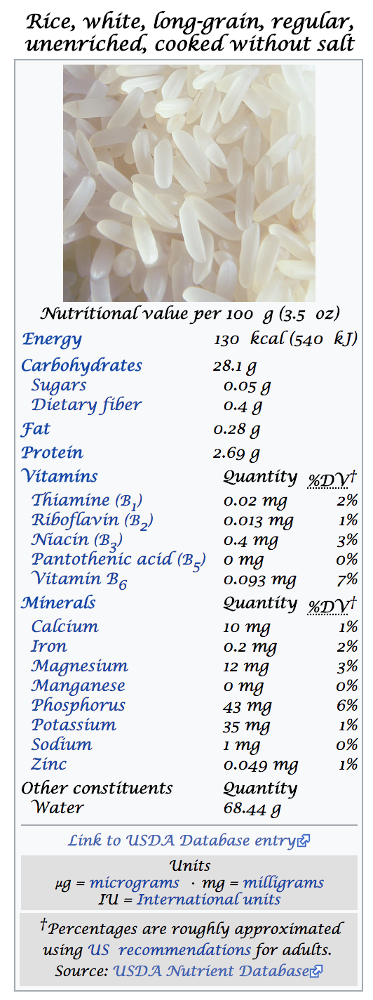 Rice, white, long-grain, regular,
unenriched, cooked without salt
Nutritional value per 100 g (3.5 oz)
Energy 130 kcal (540 kJ)
Carbohydrates 28.1 g
Sugars 0.05 g
Dietary fiber 0.4 g
Fat 0.28 g
Protein 2.69 g
Vitamins Quantity %DV†
Thiamine (B1) 0.02 mg 2%
Riboflavin (B2) 0.013 mg 1%
Niacin (B3) 0.4 mg 3%
Pantothenic acid (B5) 0 mg 0%
Vitamin B6 0.093 mg 7%
Minerals Quantity %DV†
Calcium 10 mg 1%
Iron 0.2 mg 2%
Magnesium 12 mg 3%
Manganese 0 mg 0%
Phosphorus 43 mg 6%
Potassium 35 mg 1%
Sodium 1 mg 0%
Zinc 0.049 mg 1%
Other constituents Quantity
Water 68.44 g
Link to USDA Database entry
Units
μg = micrograms · mg = milligrams
IU = International units
†Percentages are roughly approximated
using US recommendations for adults.
Source: USDA Nutrient Database